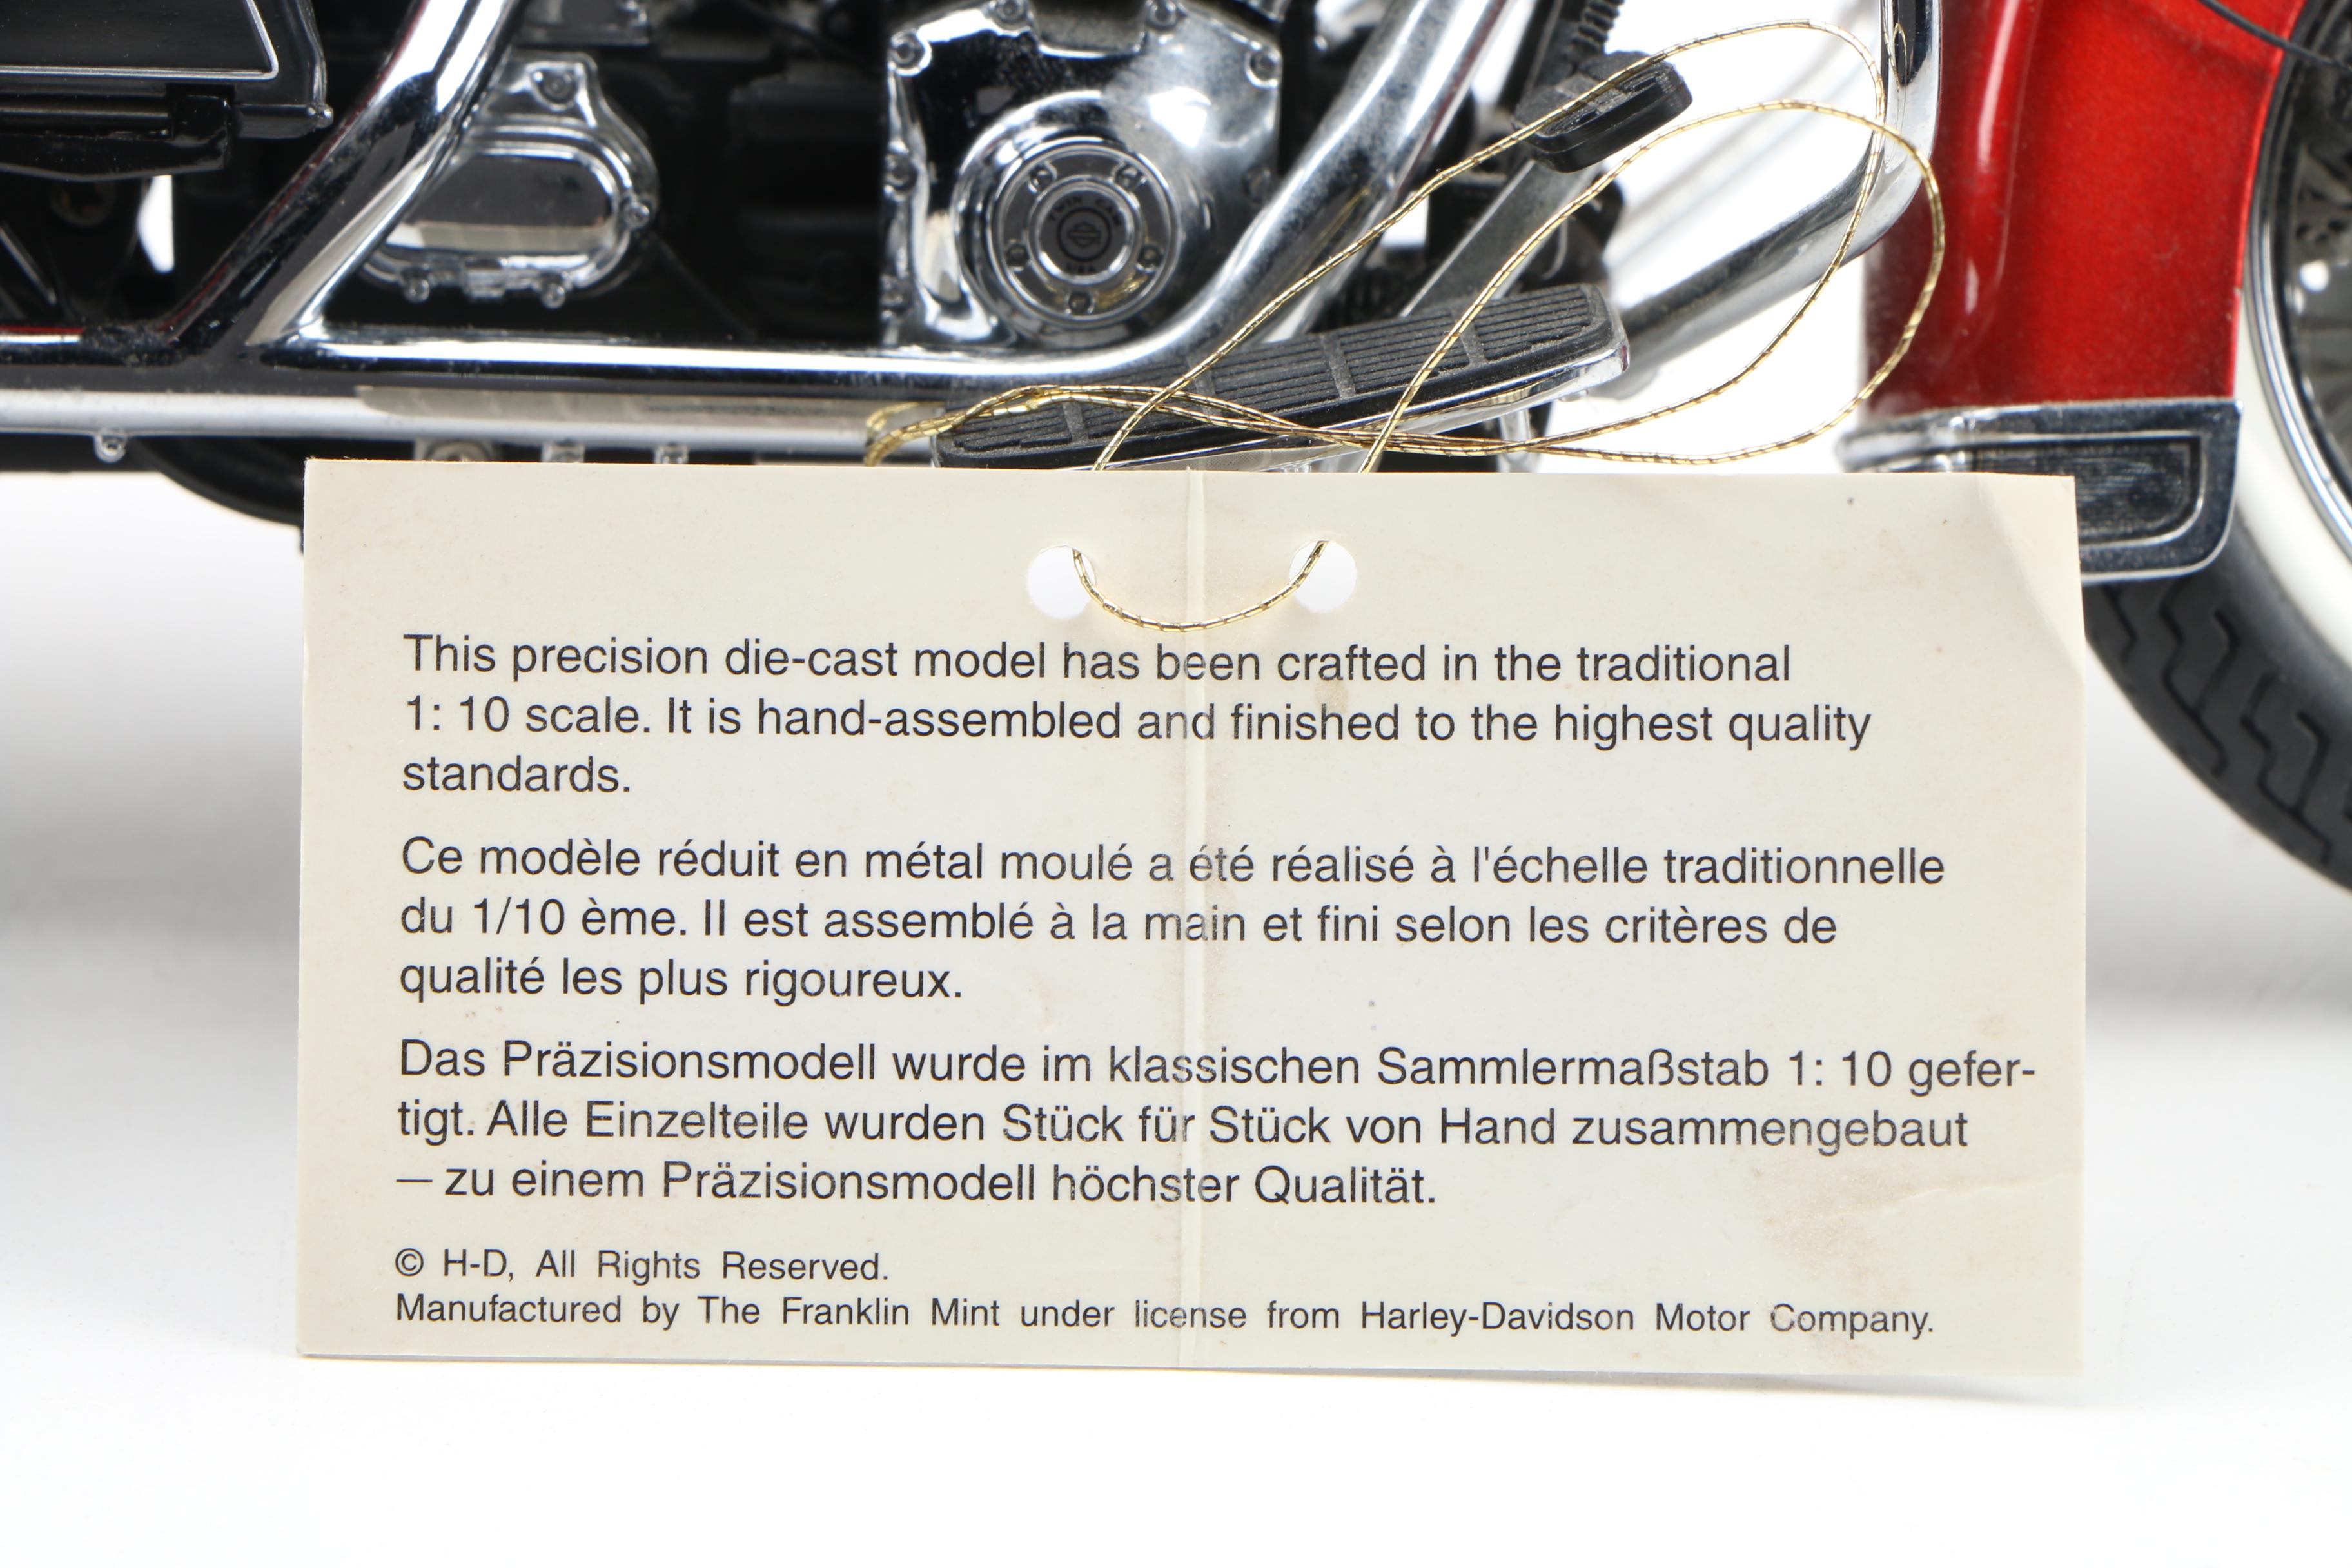 TWIN CAM
This precision die-cast model has been crafted in the traditional
1: 10 scale. It is hand-assembled and finished to the highest quality
standards.
Ce modèle réduit en métal moulé a été réalisé à l'échelle traditionnelle
du 1/10 ème. Il est assemblé à la main et fini selon les critères de
qualité les plus rigoureux.
Das Präzisionsmodell wurde im klassischen Sammlermaßstab 1: 10 gefer-
tigt. Alle Einzelteile wurden Stück für Stück von Hand zusammengebaut
— zu einem Präzisionsmodell höchster Qualität.
© H-D, All Rights Reserved.
Manufactured by The Franklin Mint under license from Harley-Davidson Motor Company.